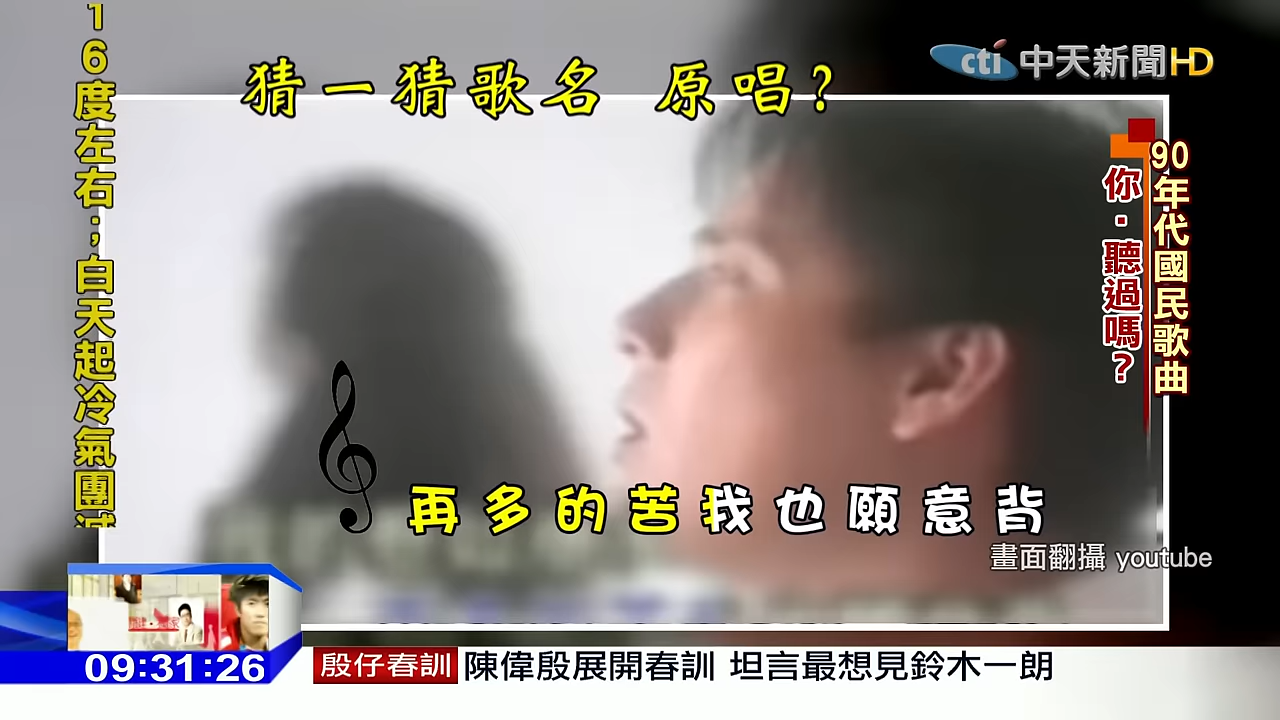 16度左右；白天起冷氣團減
猜一猜歌名 原唱?
cti 中天新聞HD
90年代國民歌曲
你·聽過嗎?
再多的苦我也願意背
畫面翻攝 youtube
09:31:26
殷仔春訓 陳偉殷展開春訓 坦言最想見鈴木一朗